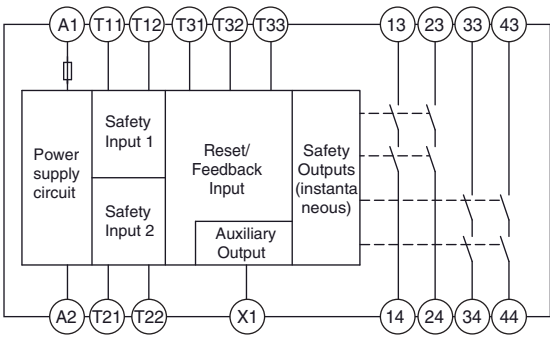 A1 T11 T12 T31 T32 T33 13 23 33 43
Power
supply
circuit
Safety
Input 1
Safety
Input 2
Reset/
Feedback
Input
Auxiliary
Output
Safety
Outputs
(instanta
neous)
A2 T21 T22 X1 14 24 34 44